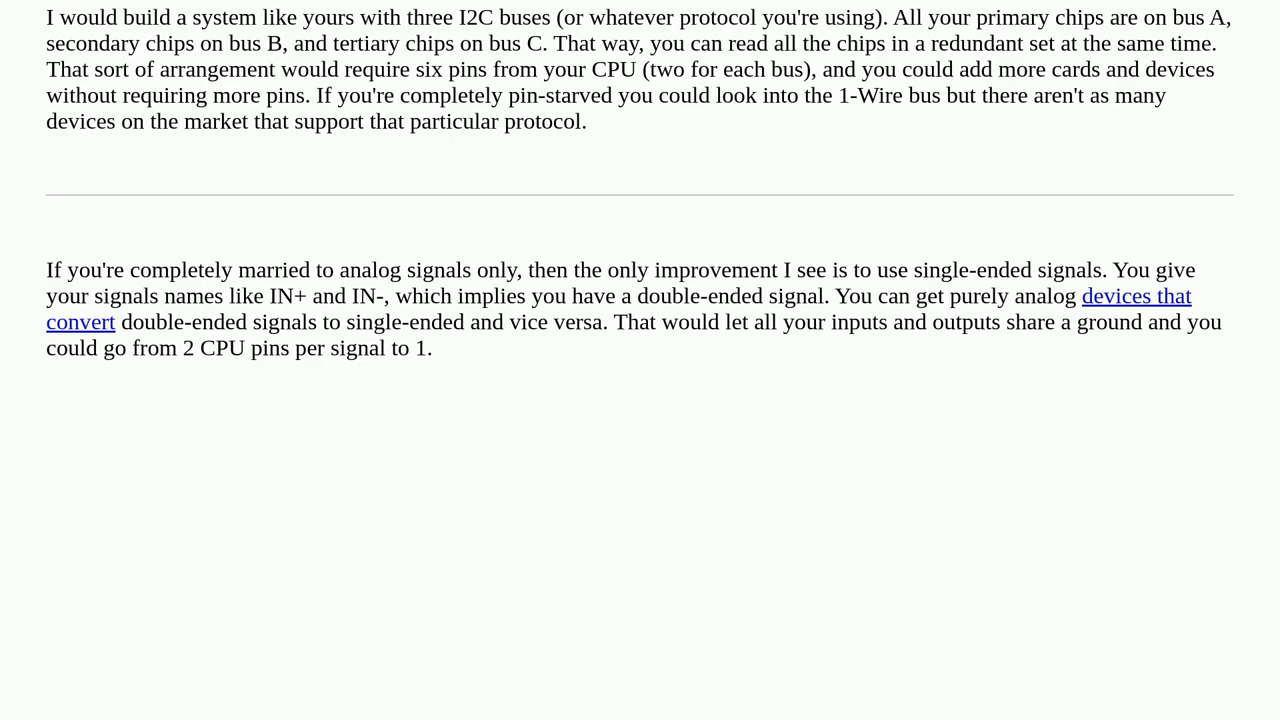 I would build a system like yours with three I2C buses (or whatever protocol you're using). All your primary chips are on bus A,
secondary chips on bus B, and tertiary chips on bus C. That way, you can read all the chips in a redundant set at the same time.
That sort of arrangement would require six pins from your CPU (two for each bus), and you could add more cards and devices
without requiring more pins. If you're completely pin-starved you could look into the 1-Wire bus but there aren't as many
devices on the market that support that particular protocol.
If you're completely married to analog signals only, then the only improvement I see is to use single-ended signals. You give
your signals names like IN+ and IN-, which implies you have a double-ended signal. You can get purely analog devices that
convert double-ended signals to single-ended and vice versa. That would let all your inputs and outputs share a ground and you
could go from 2 CPU pins per signal to 1.